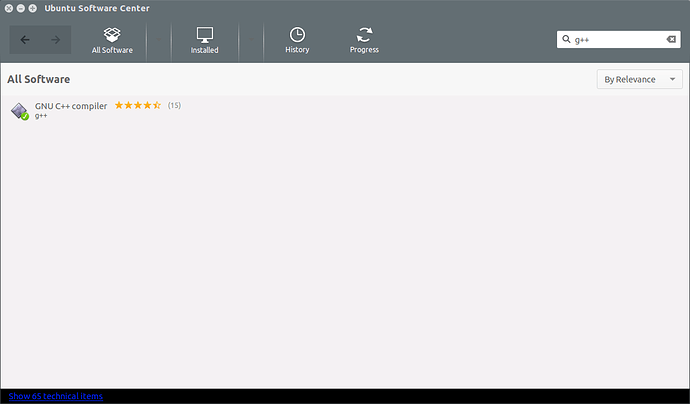 Ubuntu Software Center
All Software
Installed
History
Progress
g++
All Software
By Relevance
GNU C++ compiler (15)
g++
Show 65 technical items